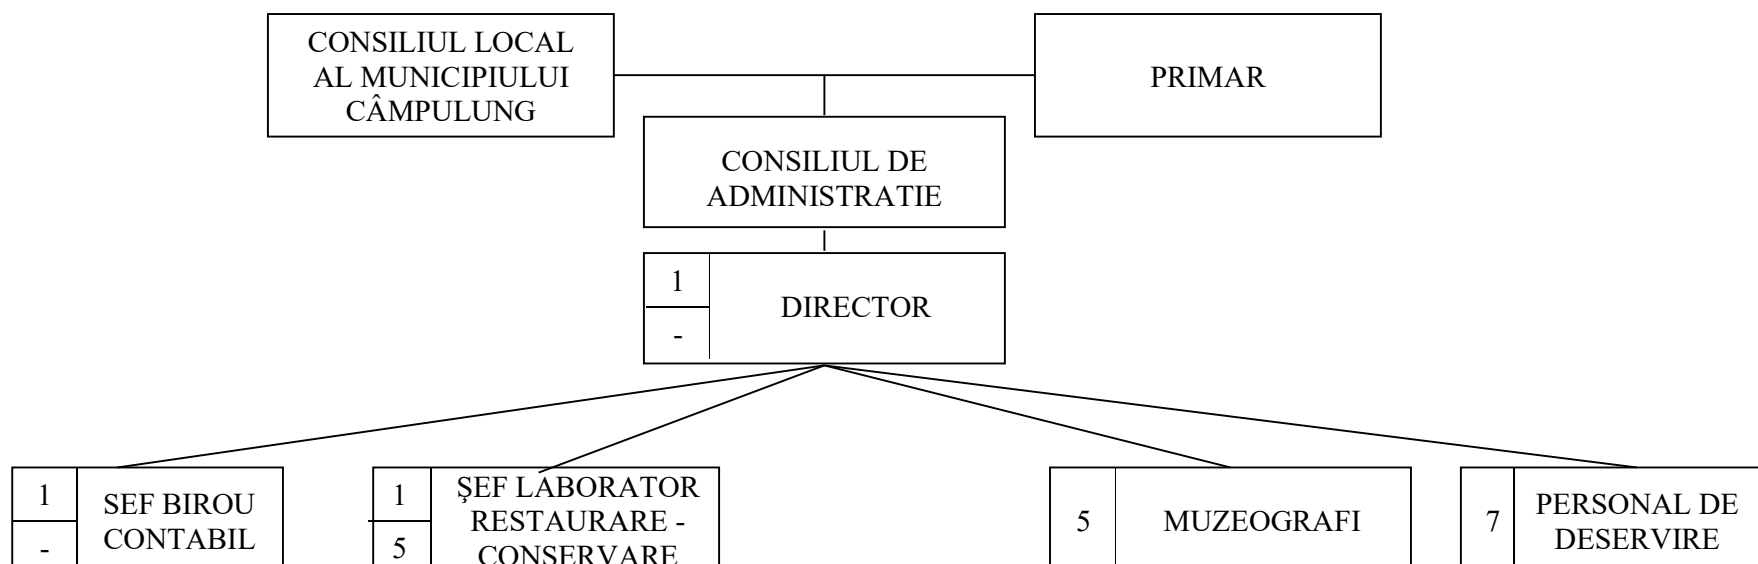 CONSILIUL LOCAL
AL MUNICIPIULUI
CÂMPULUNG
PRIMAR
CONSILIUL DE
ADMINISTRATIE
1
-
DIRECTOR
1
-
SEF BIROU
CONTABIL
1
5
ŞEF LABORATOR
RESTAURARE -
CONSERVARE
5
MUZEOGRAFI
7
PERSONAL DE
DESERVIRE